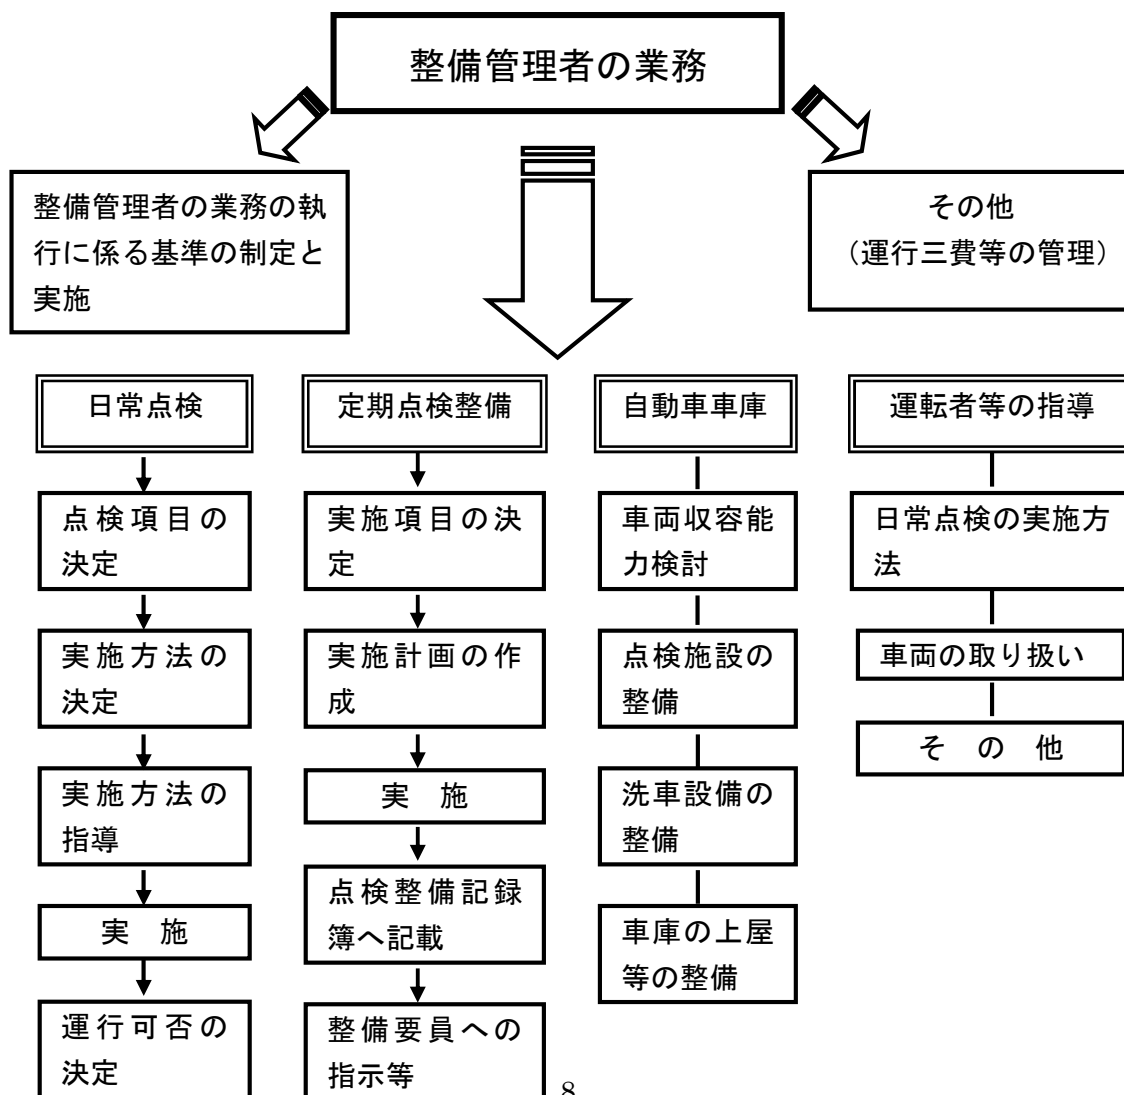 整備管理者の業務
整備管理者の業務の執
行に係る基準の制定と
実施
その他
（運行三費等の管理）
日常点検
点検項目の
決定
実施方法の
決定
実施方法の
指導
実　施
運行可否の
決定
定期点検整備
実施項目の決
定
実施計画の作
成
実　施
点検整備記録
簿へ記載
整備要員への
指示等
自動車車庫
車両収容能
力検討
点検施設の
整備
洗車設備の
整備
車庫の上屋
等の整備
運転者等の指導
日常点検の実施方
法
車両の取り扱い
そ　の　他
8